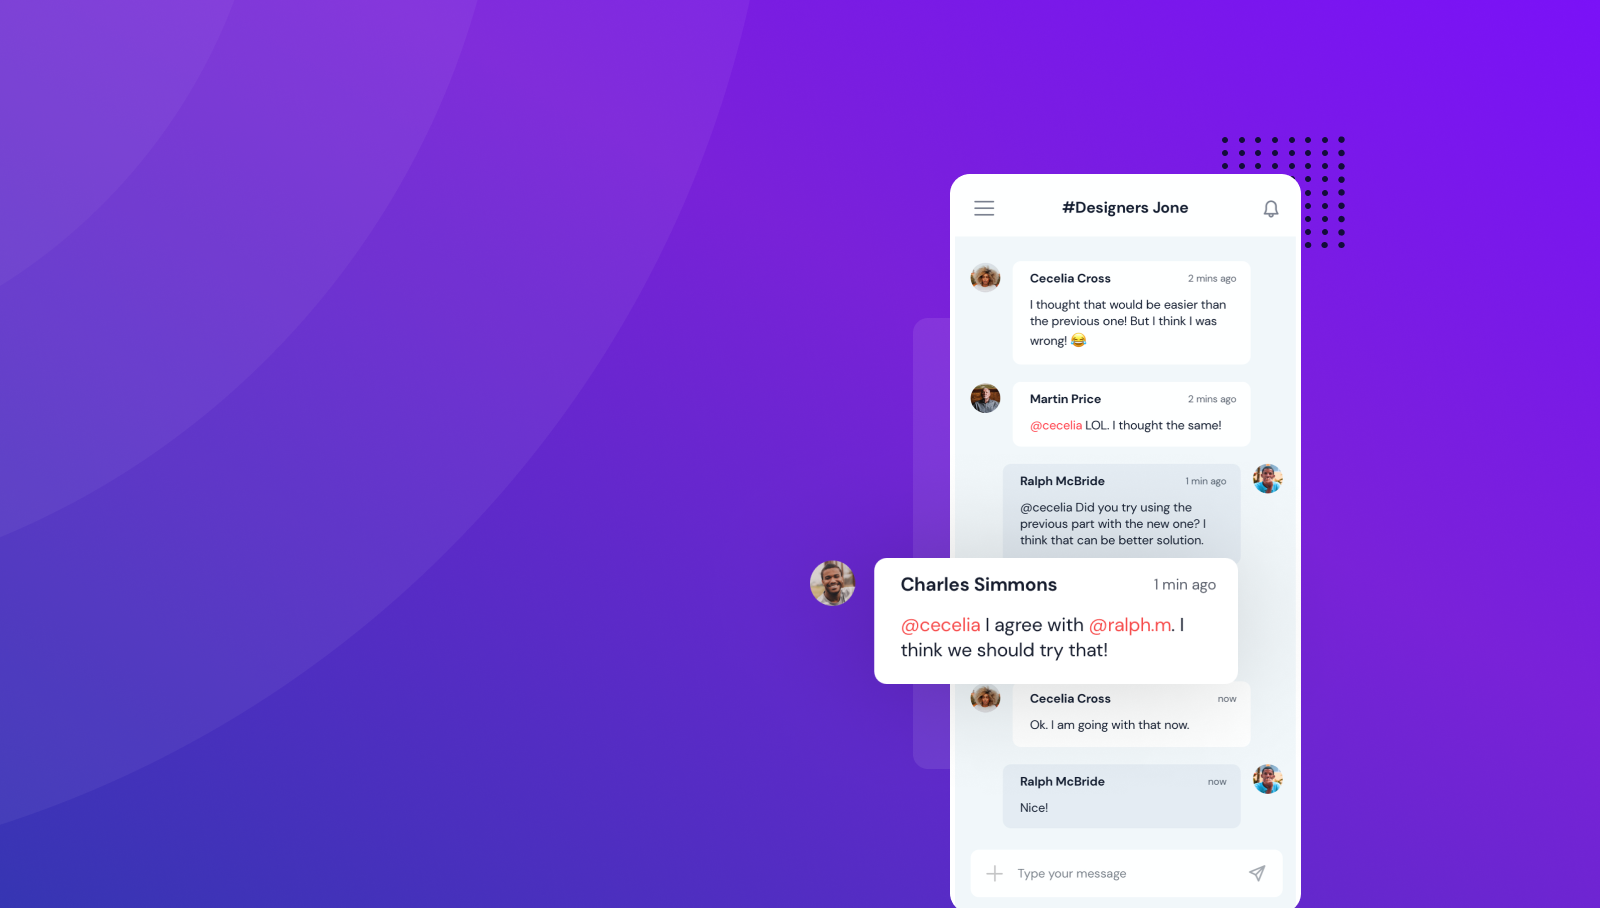 #Designers Jone
Cecelia Cross 2 mins ago
I thought that would be easier than
the previous one! But I think I was
wrong! 😂
Martin Price 2 mins ago
@cecelia LOL. I thought the same!
Ralph McBride 1 min ago
@cecelia Did you try using the
previous part with the new one? I
think that can be better solution.
Charles Simmons 1 min ago
@cecelia I agree with @ralph.m. I
think we should try that!
Cecelia Cross now
Ok. I am going with that now.
Ralph McBride now
Nice!
Type your message